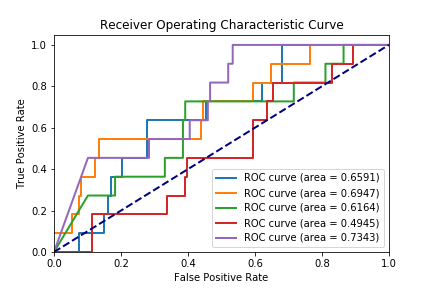 Receiver Operating Characteristic Curve
1.0
0.8
0.6
0.4
0.2
0.0
True Positive Rate
ROC curve (area = 0.6591)
ROC curve (area = 0.6947)
ROC curve (area = 0.6164)
ROC curve (area = 0.4945)
ROC curve (area = 0.7343)
0.0 0.2 0.4 0.6 0.8 1.0
False Positive Rate